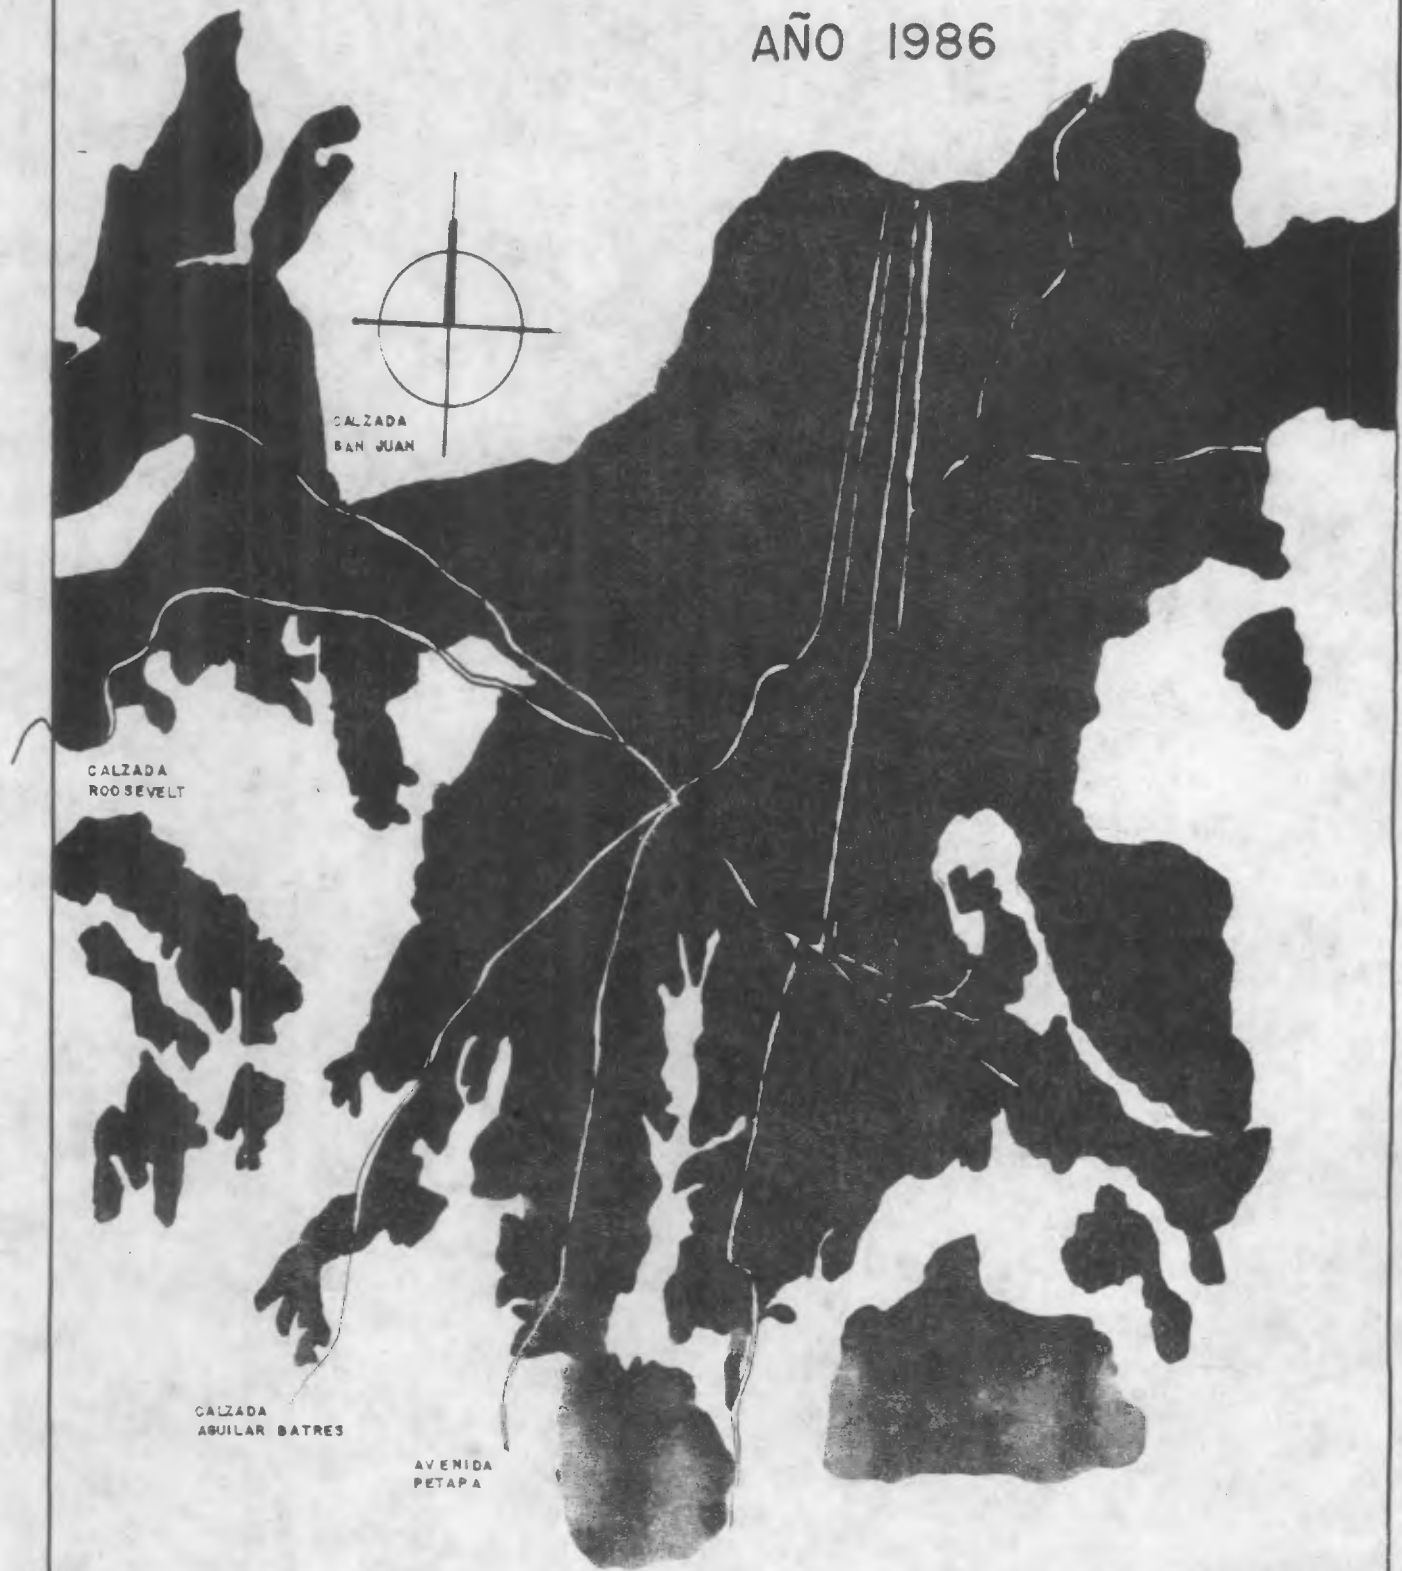 AÑO 1986
CALZADA
SAN JUAN
CALZADA
ROOSEVELT
CALZADA
AGUILAR BATRES
AVENIDA
PETAPA